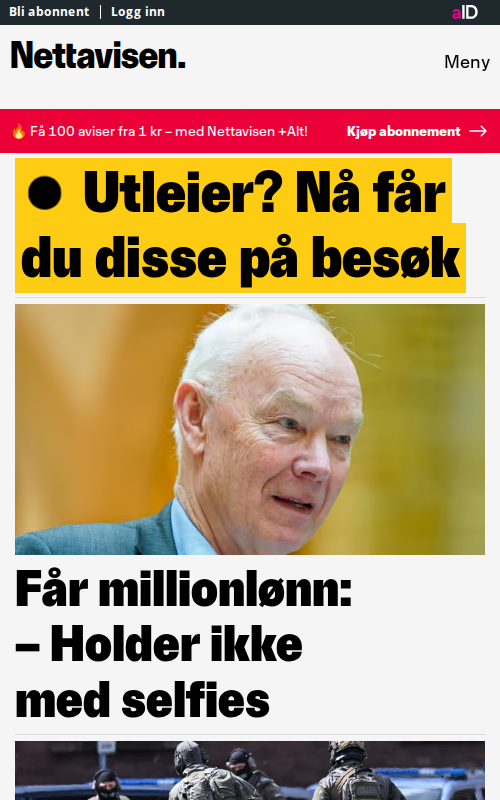 Bli abonnent | Logg inn
aID
Nettavisen.
Meny
🔥 Få 100 aviser fra 1 kr – med Nettavisen +Alt!
Kjøp abonnement →
● Utleier? Nå får
du disse på besøk
Får millionlønn:
– Holder ikke
med selfies